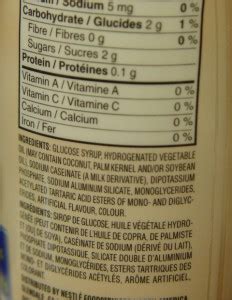 / Sodium 5 mg 0 %
Carbohydrate / Glucides 2 g 1 %
Fibre / Fibres 0 g 0 %
Sugars / Sucres 2 g
Protein / Protéines 0.1 g
Vitamin A / Vitamine A 0 %
Vitamin C / Vitamine C 0 %
Calcium / Calcium 0 %
Iron / Fer 0 %
INGREDIENTS: GLUCOSE SYRUP, HYDROGENATED VEGETABLE
OIL (MAY CONTAIN COCONUT, PALM KERNEL AND/OR SOYBEAN
OIL), SODIUM CASEINATE (A MILK DERIVATIVE), DIPOTASSIUM
PHOSPHATE, SODIUM ALUMINUM SILICATE, MONOGLYCERIDES,
ACETYLATED TARTARIC ACID ESTERS OF MONO- AND DIGLYC-
ERIDES, ARTIFICIAL FLAVOUR, COLOUR.
INGRÉDIENTS: SIROP DE GLUCOSE, HUILE VÉGÉTALE HYDRO-
GÉNÉE (PEUT CONTENIR DE L'HUILE DE COPRA, DE PALMISTE
ET/OU DE SOYA), CASÉINATE DE SODIUM (DÉRIVÉ DU LAIT),
PHOSPHATE DIPOTASSIQUE, SILICATE DOUBLE D'ALUMINIUM
DE SODIUM, MONOGLYCÉRIDES, ESTERS TARTRIQUES DES
MONO- ET DIGLYCÉRIDES ACÉTYLÉS, ARÔME ARTIFICIEL,
DISTRIBUTED BY NESTLÉ